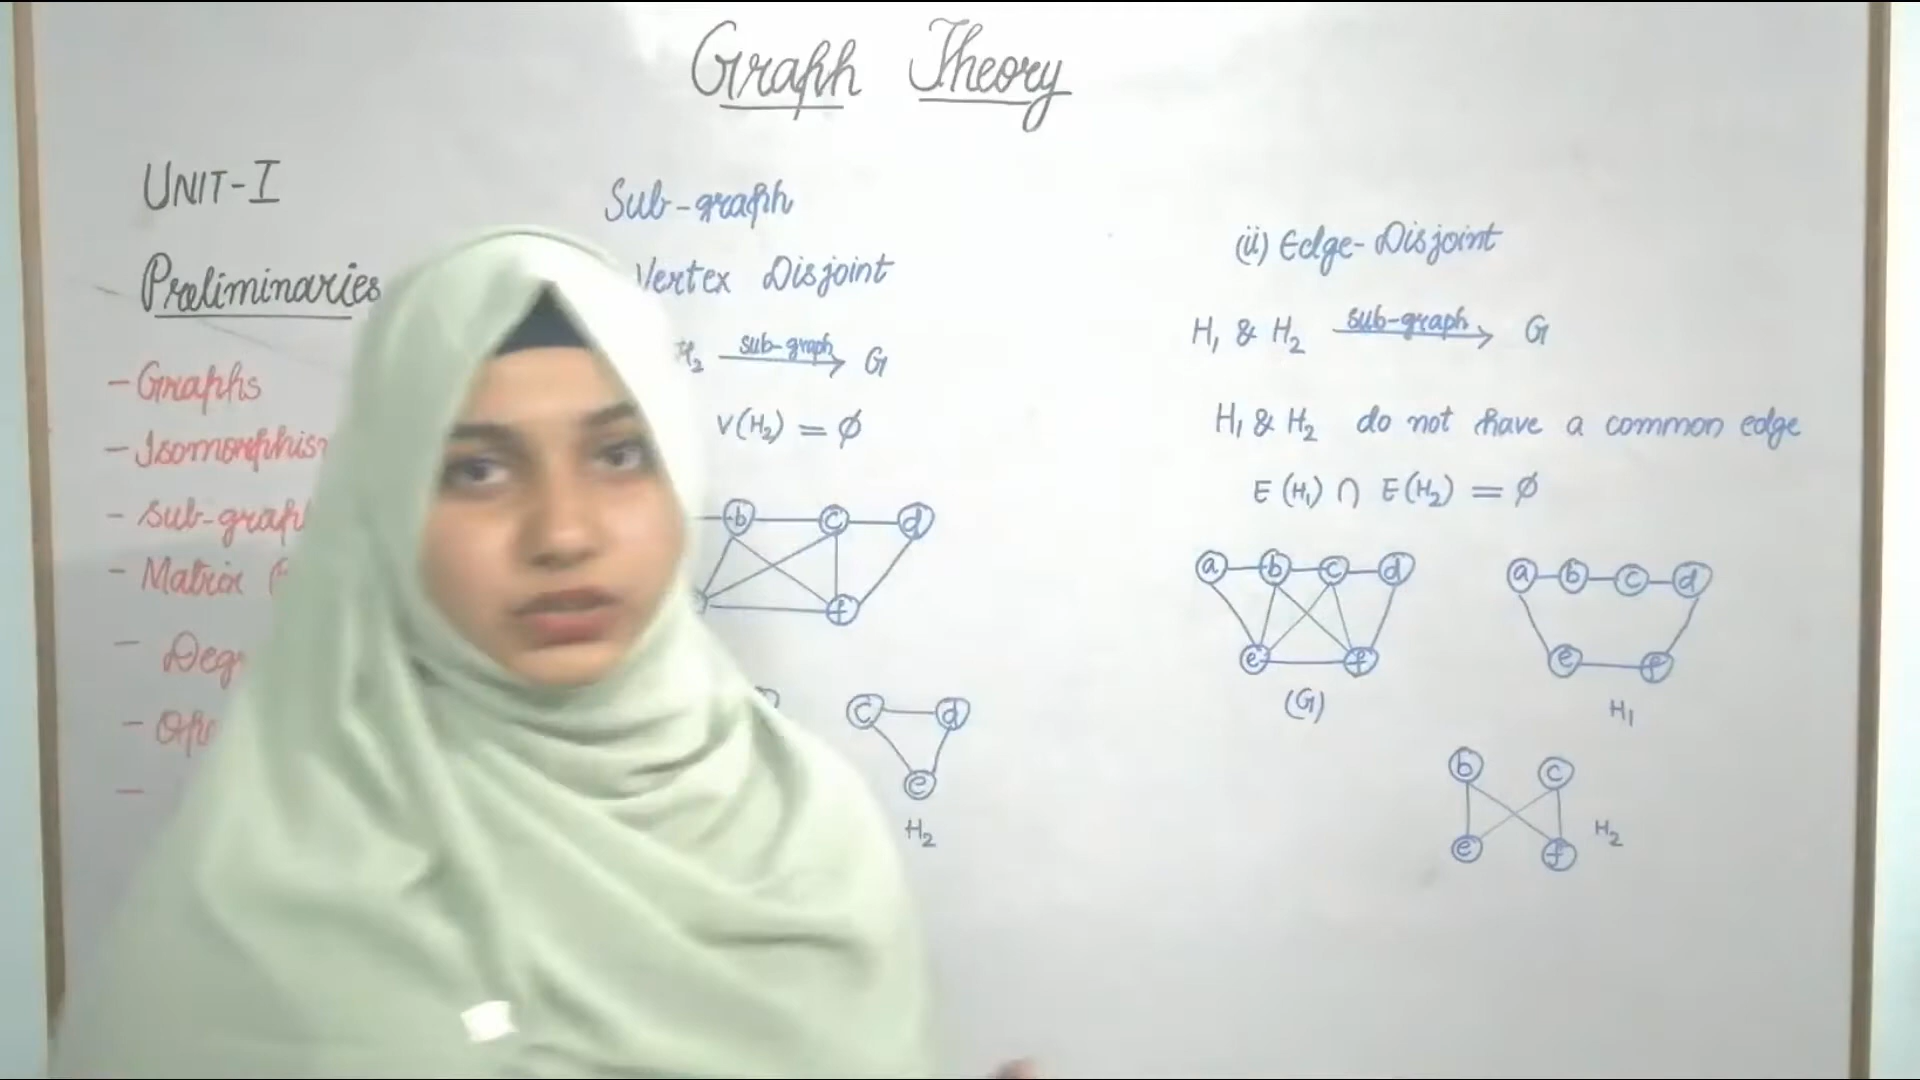 Graph Theory
UNIT-I
Preliminaries
- Graphs
- Sub-graph
- Matrix
Sub-graph
Vertex Disjoint
H2 sub-graph G
V(H2) = ϕ
b c d
f
c d
e
H2
(ii) Edge-Disjoint
H1 & H2 sub-graph G
H1 & H2 do not have a common edge
E(H1) ∩ E(H2) = ϕ
a b c d
e f
(G)
a b c d
e f
H1
b c
e f
H2